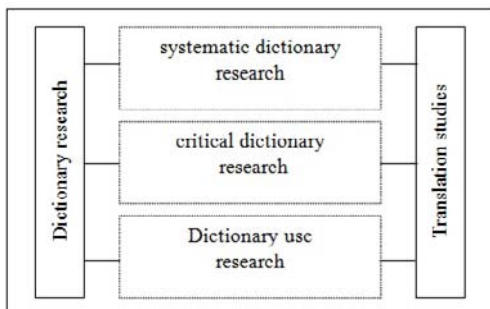 Dictionary research
systematic dictionary
research
critical dictionary
research
Dictionary use
research
Translation studies